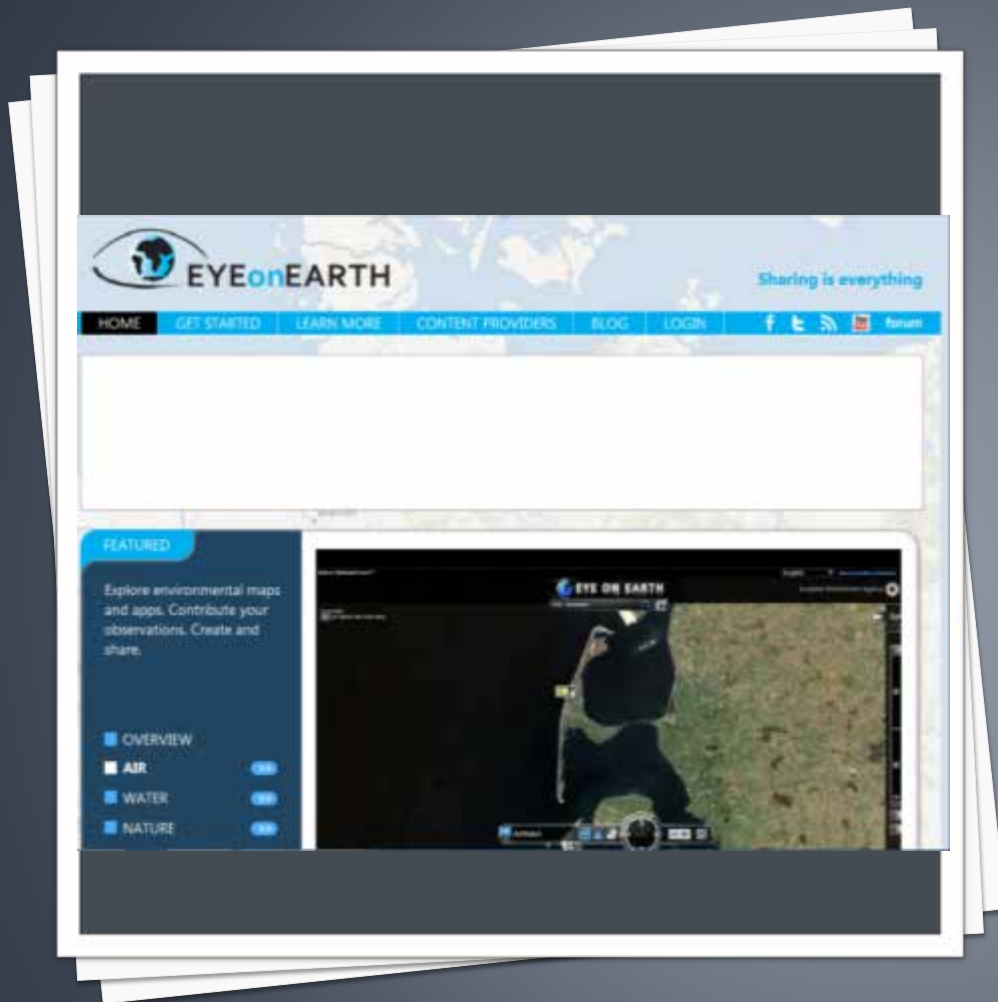 EYEonEARTH
Sharing is everything
HOME GET STARTED LEARN MORE CONTENT PROVIDERS BLOG LOGIN forum
FEATURED
Explore environmental maps
and apps. Contribute your
observations. Create and
share.
OVERVIEW
AIR
WATER
NATURE
EYE ON EARTH